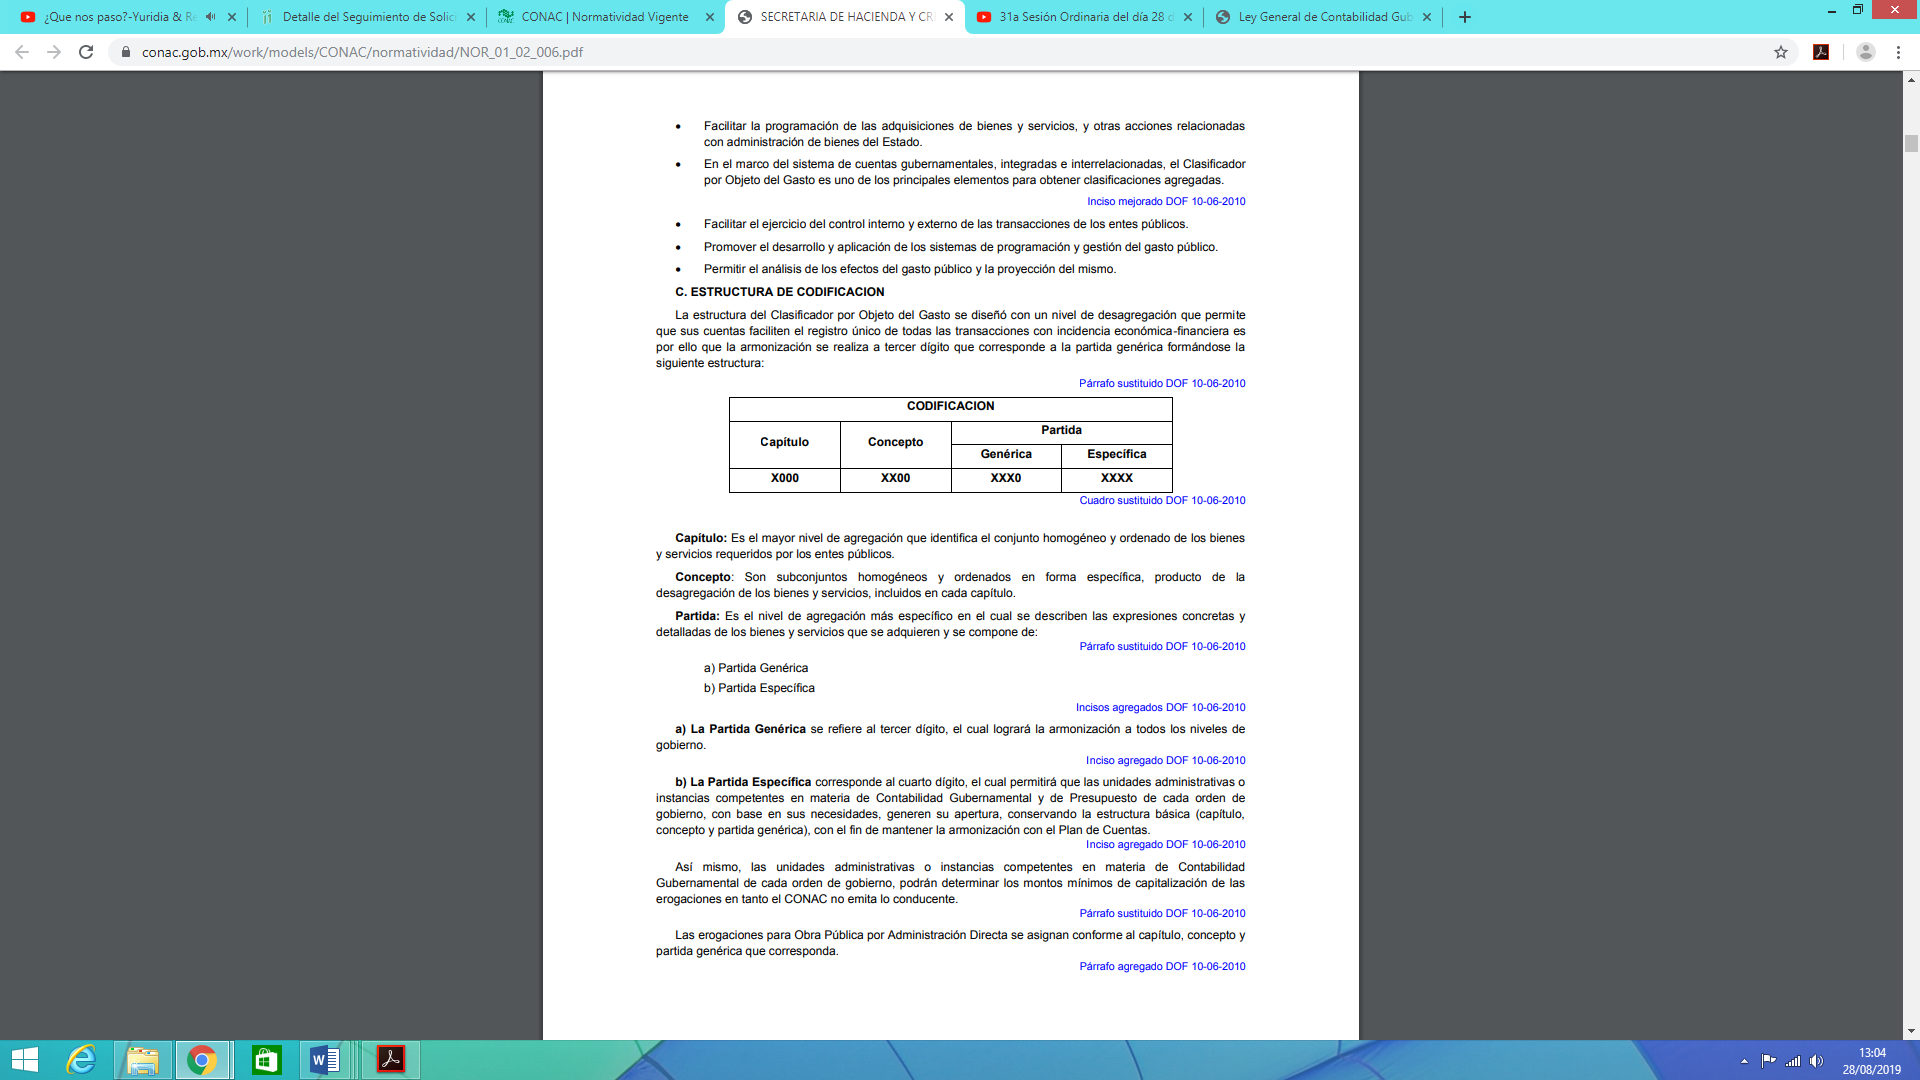 ¿Que nos paso?-Yuridia & Re
Detalle del Seguimiento de Solici
CONAC | Normatividad Vigente
SECRETARIA DE HACIENDA Y CR
31a Sesión Ordinaria del día 28 d
Ley General de Contabilidad Gub
conac.gob.mx/work/models/CONAC/normatividad/NOR_01_02_006.pdf
• Facilitar la programación de las adquisiciones de bienes y servicios, y otras acciones relacionadas
con administración de bienes del Estado.
• En el marco del sistema de cuentas gubernamentales, integradas e interrelacionadas, el Clasificador
por Objeto del Gasto es uno de los principales elementos para obtener clasificaciones agregadas.
Inciso mejorado DOF 10-06-2010
• Facilitar el ejercicio del control interno y externo de las transacciones de los entes públicos.
• Promover el desarrollo y aplicación de los sistemas de programación y gestión del gasto público.
• Permitir el análisis de los efectos del gasto público y la proyección del mismo.
C. ESTRUCTURA DE CODIFICACION
La estructura del Clasificador por Objeto del Gasto se diseñó con un nivel de desagregación que permite
que sus cuentas faciliten el registro único de todas las transacciones con incidencia económica-financiera es
por ello que la armonización se realiza a tercer dígito que corresponde a la partida genérica formándose la
siguiente estructura:
Párrafo sustituido DOF 10-06-2010
CODIFICACION
Capítulo Concepto Partida
Genérica Específica
X000 XX00 XXX0 XXXX
Cuadro sustituido DOF 10-06-2010
Capítulo: Es el mayor nivel de agregación que identifica el conjunto homogéneo y ordenado de los bienes
y servicios requeridos por los entes públicos.
Concepto: Son subconjuntos homogéneos y ordenados en forma específica, producto de la
desagregación de los bienes y servicios, incluidos en cada capítulo.
Partida: Es el nivel de agregación más específico en el cual se describen las expresiones concretas y
detalladas de los bienes y servicios que se adquieren y se compone de:
Párrafo sustituido DOF 10-06-2010
a) Partida Genérica
b) Partida Específica
Incisos agregados DOF 10-06-2010
a) La Partida Genérica se refiere al tercer dígito, el cual logrará la armonización a todos los niveles de
gobierno.
Inciso agregado DOF 10-06-2010
b) La Partida Específica corresponde al cuarto dígito, el cual permitirá que las unidades administrativas o
instancias competentes en materia de Contabilidad Gubernamental y de Presupuesto de cada orden de
gobierno, con base en sus necesidades, generen su apertura, conservando la estructura básica (capítulo,
concepto y partida genérica), con el fin de mantener la armonización con el Plan de Cuentas.
Inciso agregado DOF 10-06-2010
Así mismo, las unidades administrativas o instancias competentes en materia de Contabilidad
Gubernamental de cada orden de gobierno, podrán determinar los montos mínimos de capitalización de las
erogaciones en tanto el CONAC no emita lo conducente.
Párrafo sustituido DOF 10-06-2010
Las erogaciones para Obra Pública por Administración Directa se asignan conforme al capítulo, concepto y
partida genérica que corresponda.
Párrafo agregado DOF 10-06-2010
13:04
28/08/2019